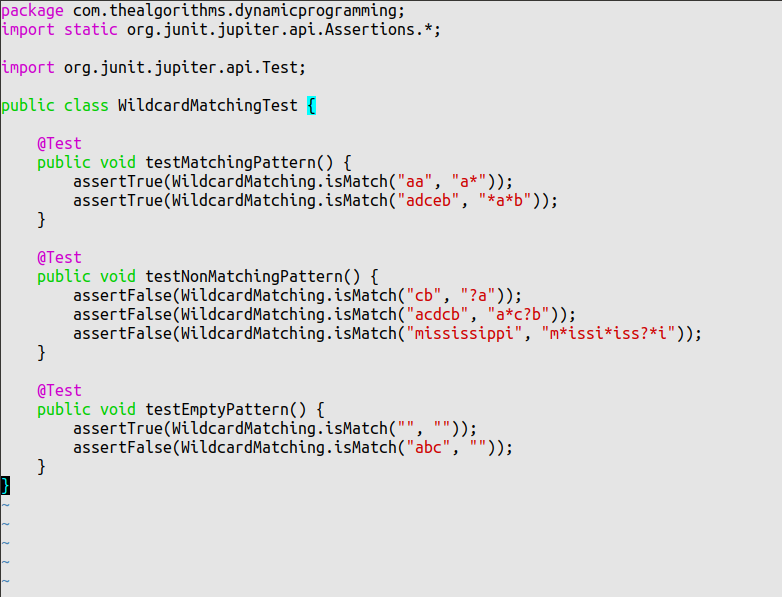 package com.thealgorithms.dynamicprogramming;
import static org.junit.jupiter.api.Assertions.*;

import org.junit.jupiter.api.Test;

public class WildcardMatchingTest {

    @Test
    public void testMatchingPattern() {
        assertTrue(WildcardMatching.isMatch("aa", "a*"));
        assertTrue(WildcardMatching.isMatch("adceb", "*a*b"));
    }

    @Test
    public void testNonMatchingPattern() {
        assertFalse(WildcardMatching.isMatch("cb", "?a"));
        assertFalse(WildcardMatching.isMatch("acdcb", "a*c?b"));
        assertFalse(WildcardMatching.isMatch("mississippi", "m*issi*iss?*i"));
    }

    @Test
    public void testEmptyPattern() {
        assertTrue(WildcardMatching.isMatch("", ""));
        assertFalse(WildcardMatching.isMatch("abc", ""));
    }
}
~
~
~
~
~